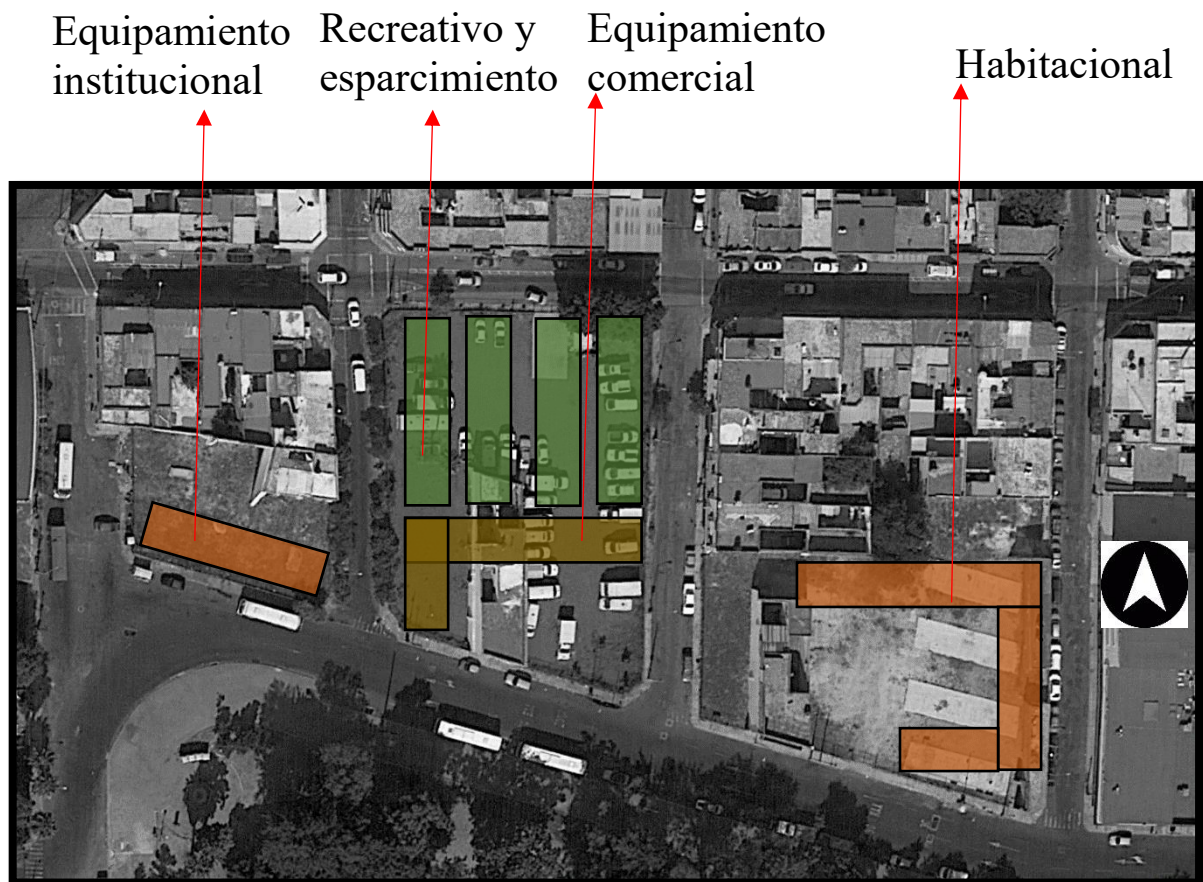 Equipamiento
institucional
Recreativo y
esparcimiento
Equipamiento
comercial
Habitacional